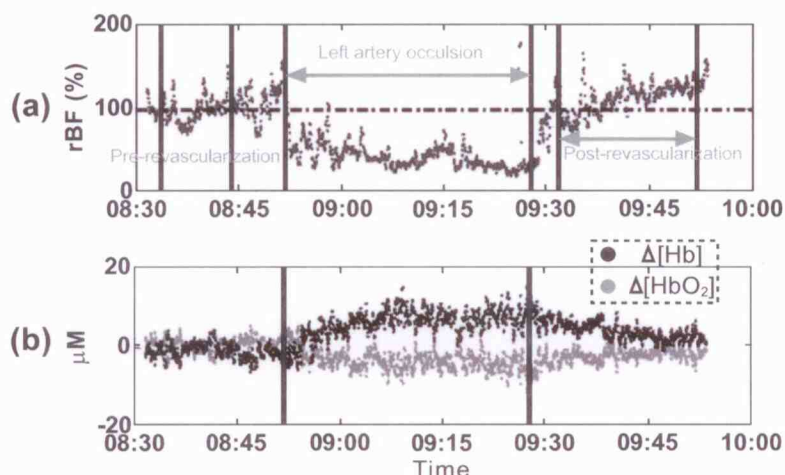 (a)
rBF (%)
200
100
0
Left artery occulsion
Pre-revascularization
Post-revascularization
08:30 08:45 09:00 09:15 09:30 09:45 10:00
Δ[Hb]
Δ[HbO₂]
(b)
μM
20
0
-20
08:30 08:45 09:00 09:15 09:30 09:45 10:00
Time